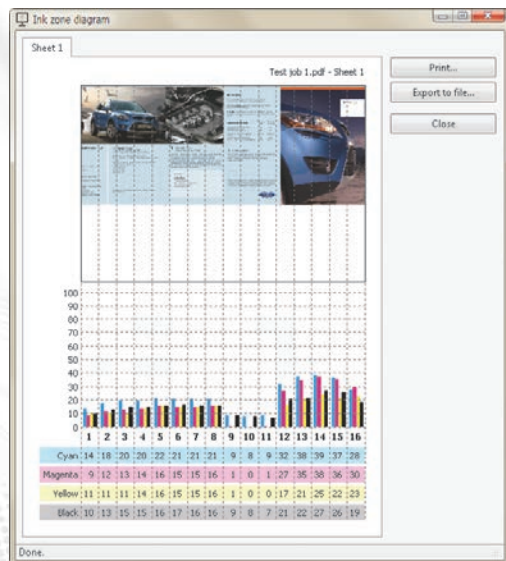 Ink zone diagram
Sheet 1
Test job 1.pdf - Sheet 1
Print...
Export to file...
Close
100
90
80
70
60
50
40
30
20
10
0
1 2 3 4 5 6 7 8 9 10 11 12 13 14 15 16
Cyan 14 18 20 20 22 21 21 21 9 8 9 32 38 39 37 28
Magenta 9 12 13 14 16 15 15 16 1 0 1 27 35 38 36 30
Yellow 11 11 11 14 16 15 15 16 1 0 0 17 21 25 22 23
Black 10 13 15 15 16 17 16 16 9 8 7 21 22 27 26 19
Done.